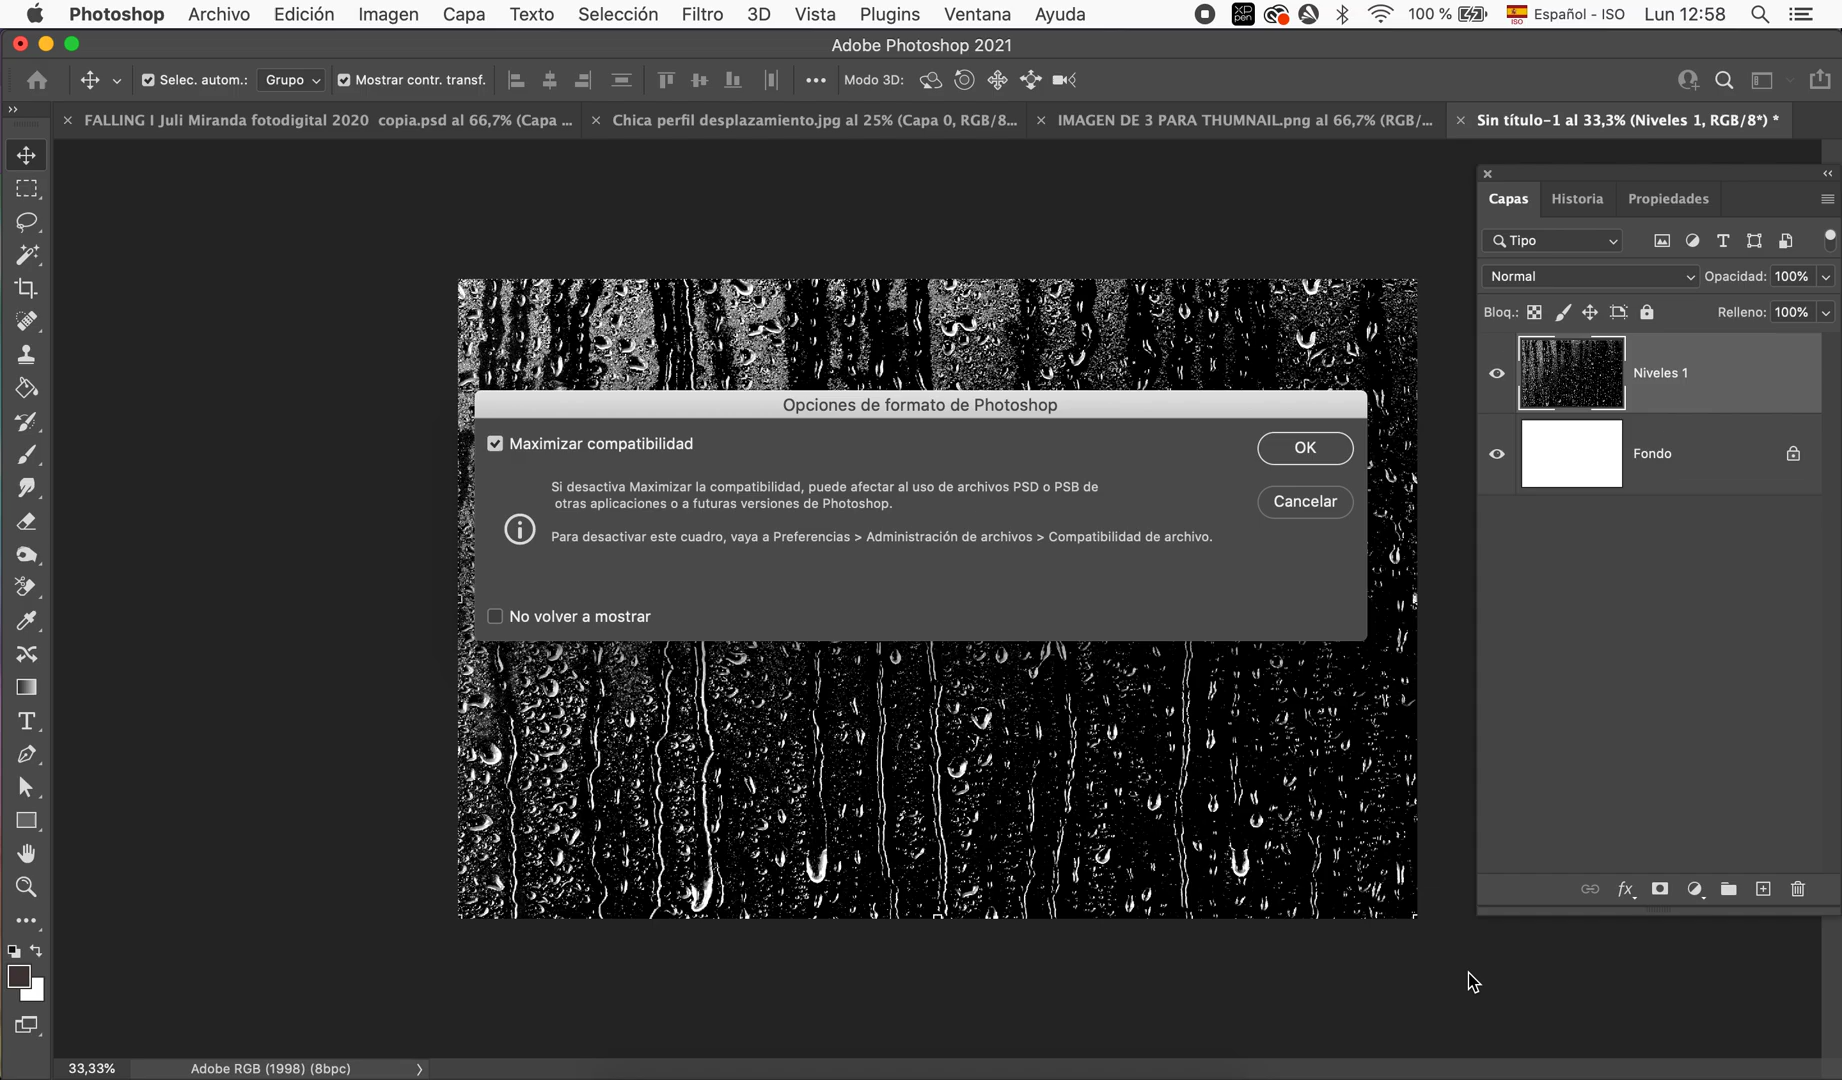 Photoshop Archivo Edición Imagen Capa Texto Selección Filtro 3D Vista Plugins Ventana Ayuda XP pen 100 % ISO Español - ISO Lun 12:58
Adobe Photoshop 2021
Selec. autom.: Grupo Mostrar contr. transf. Modo 3D:
FALLING I Juli Miranda fotodigital 2020 copia.psd al 66,7% (Capa ... Chica perfil desplazamiento.jpg al 25% (Capa 0, RGB/8... IMAGEN DE 3 PARA THUMNAIL.png al 66,7% (RGB/... Sin título-1 al 33,3% (Niveles 1, RGB/8*) *
Capas Historia Propiedades
Tipo
Normal Opacidad: 100%
Bloq.: Relleno: 100%
Niveles 1
Fondo
Opciones de formato de Photoshop
Maximizar compatibilidad
OK
Si desactiva Maximizar la compatibilidad, puede afectar al uso de archivos PSD o PSB de
otras aplicaciones o a futuras versiones de Photoshop.
Cancelar
Para desactivar este cuadro, vaya a Preferencias > Administración de archivos > Compatibilidad de archivo.
No volver a mostrar
fx
33,33% Adobe RGB (1998) (8bpc)